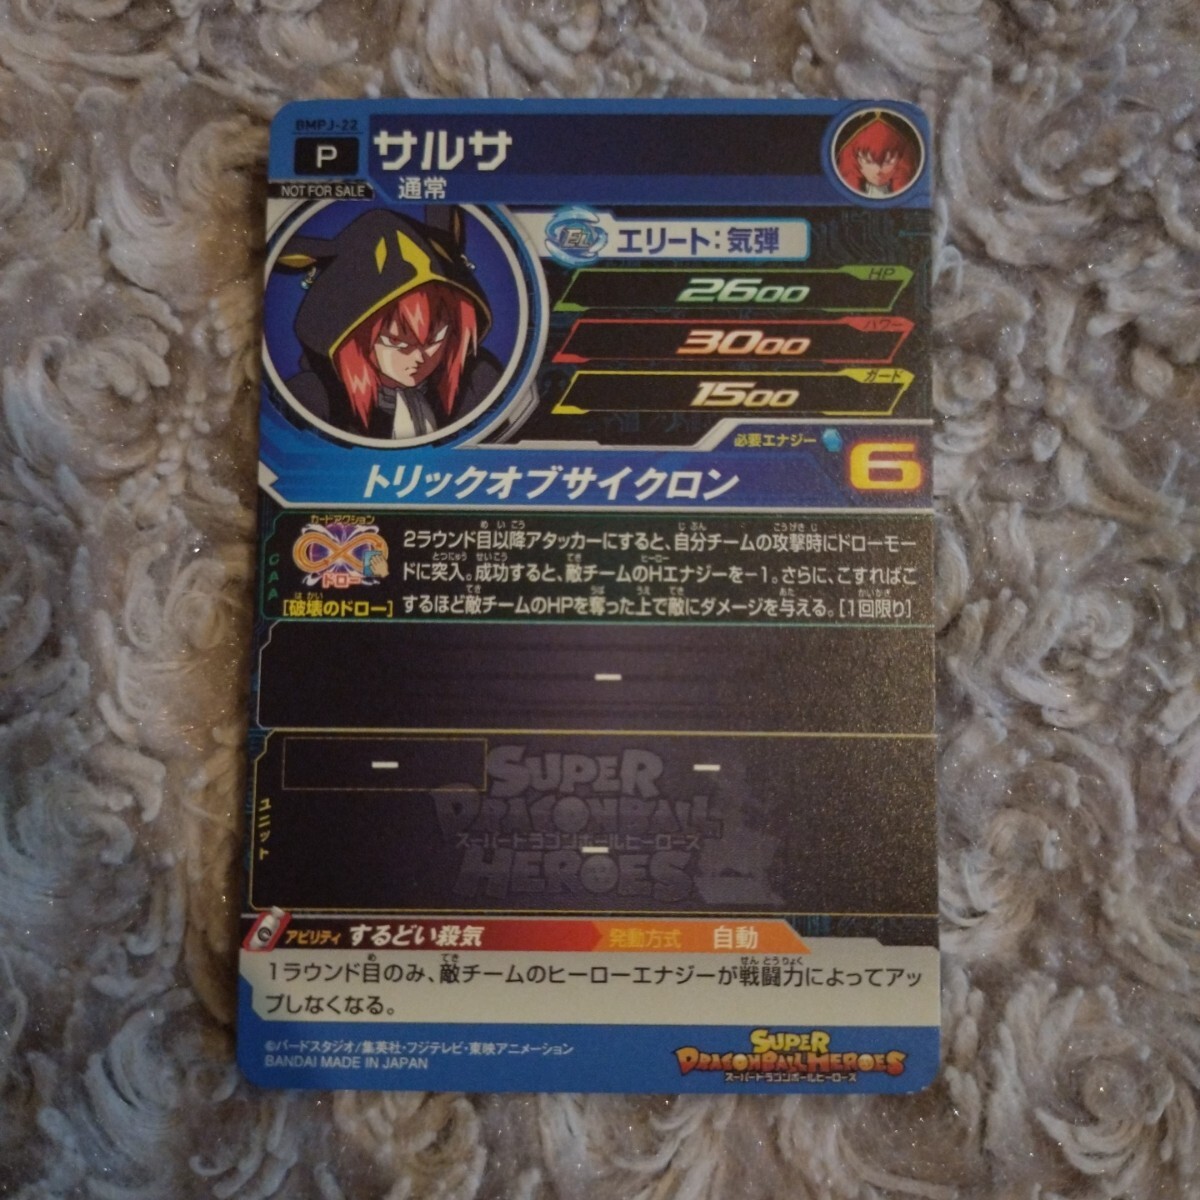 BMPJ-22
P
サルサ
NOT FOR SALE
通常
エリート:気弾
HP
2600
パワー
3000
ガード
1500
必要エナジー
6
トリックオブサイクロン
CAA
カードアクション
ドロー
[破壊のドロー]
2ラウンド目以降アタッカーにすると、自分チームの攻撃時にドローモー
ドに突入。成功すると、敵チームのHエナジーを−1。さらに、こすればこ
するほど敵チームのHPを奪った上で敵にダメージを与える。[1回限り]
ー
ユニット
ー
ー
ー
SUPER
DRAGONBALL
スーパードラゴンボールヒーローズ
HEROES
アビリティ するどい殺気 発動方式 自動
1ラウンド目のみ、敵チームのヒーローエナジーが戦闘力によってアッ
プしなくなる。
©バードスタジオ/集英社・フジテレビ・東映アニメーション
BANDAI MADE IN JAPAN
SUPER
DRAGONBALL HEROES
スーパードラゴンボールヒーローズ